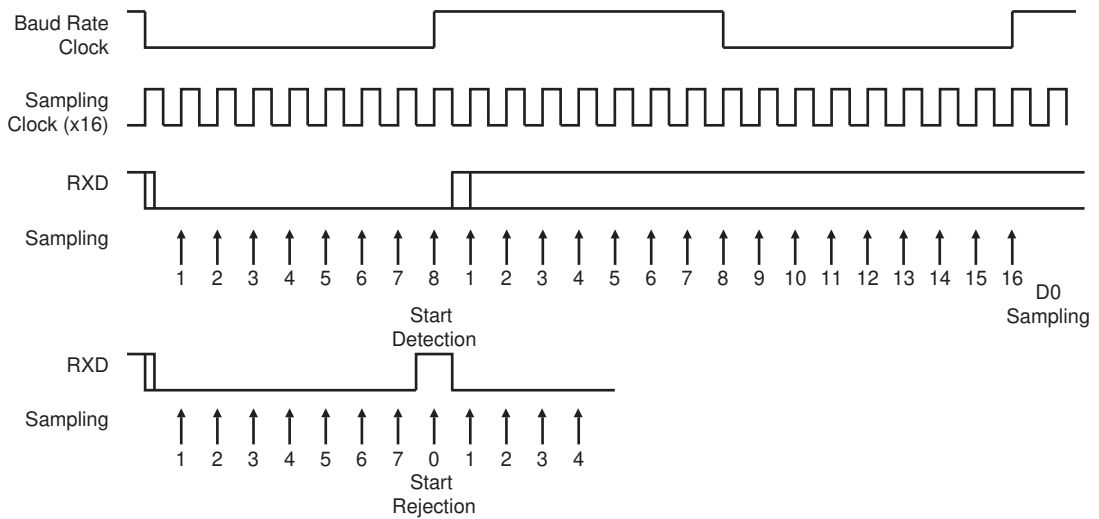 Baud Rate
Clock
Sampling
Clock (x16)
RXD
Sampling
1 2 3 4 5 6 7 8 1 2 3 4 5 6 7 8 9 10 11 12 13 14 15 16
D0
Sampling
Start
Detection
RXD
Sampling
1 2 3 4 5 6 7 0 1 2 3 4
Start
Rejection